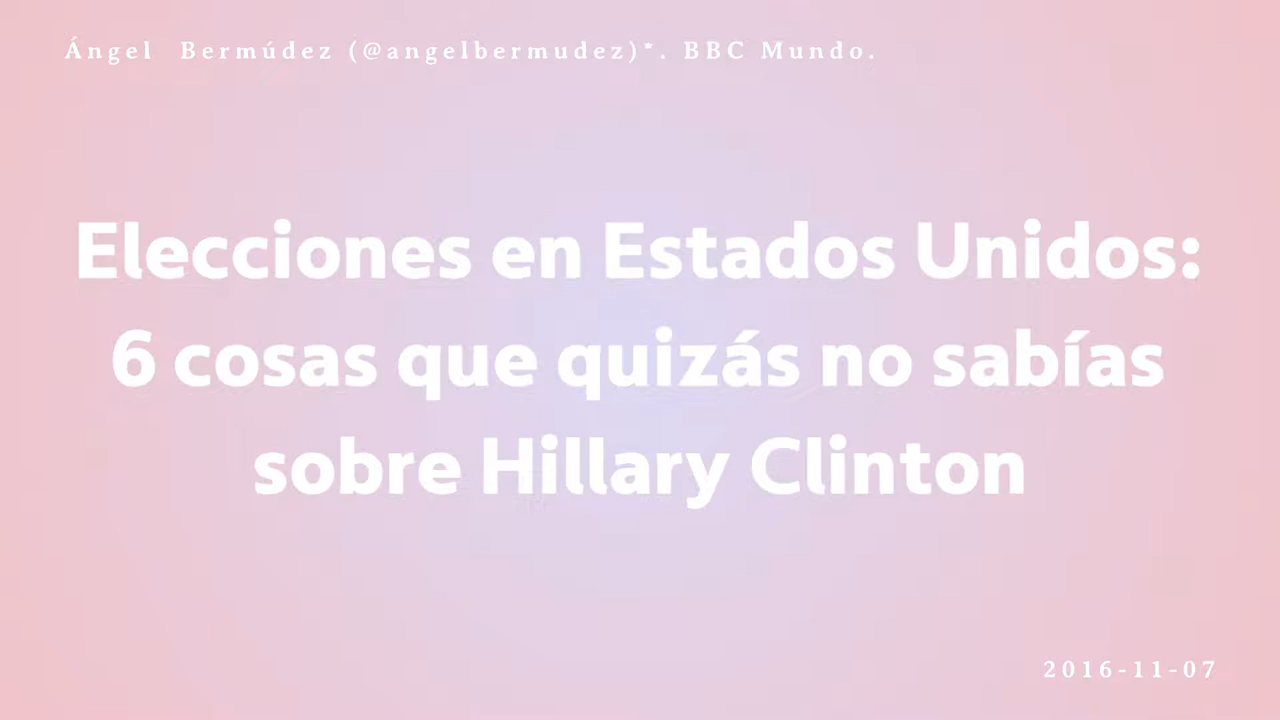 Ángel Bermúdez (@angelbermudez)*. BBC Mundo.
Elecciones en Estados Unidos:
6 cosas que quizás no sabías
sobre Hillary Clinton
2016-11-07